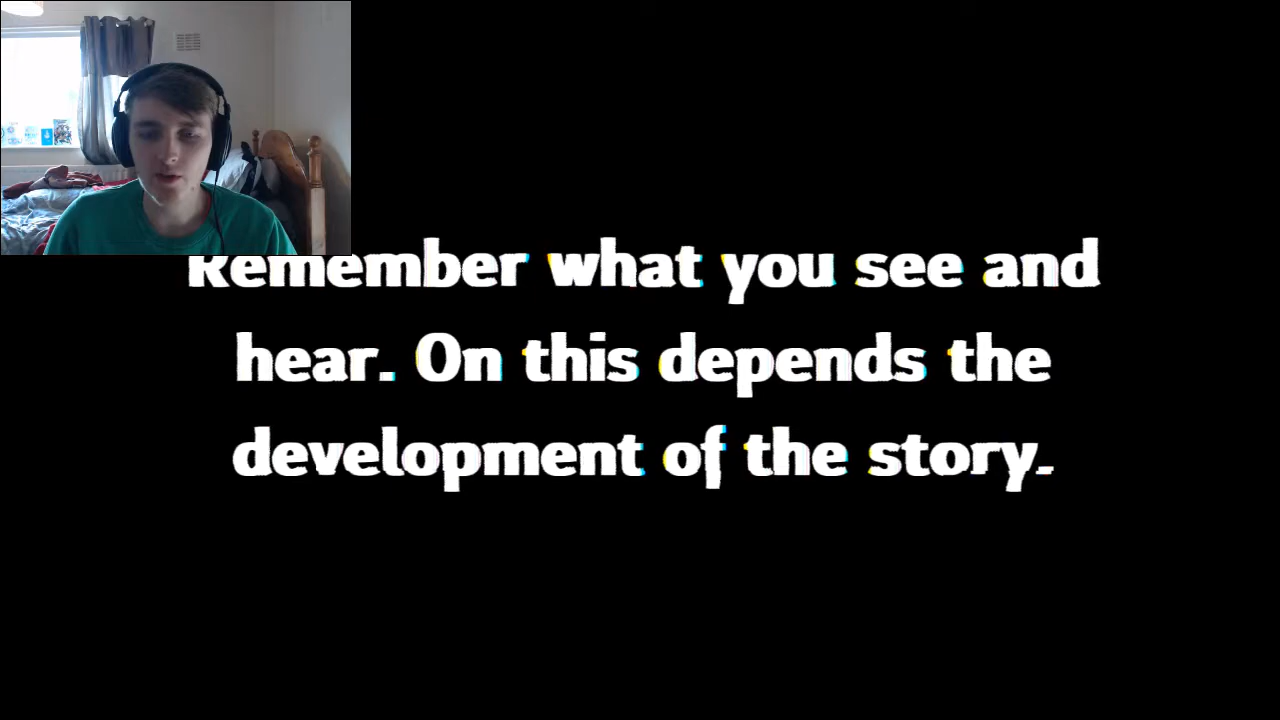 Remember what you see and
hear. On this depends the
development of the story.